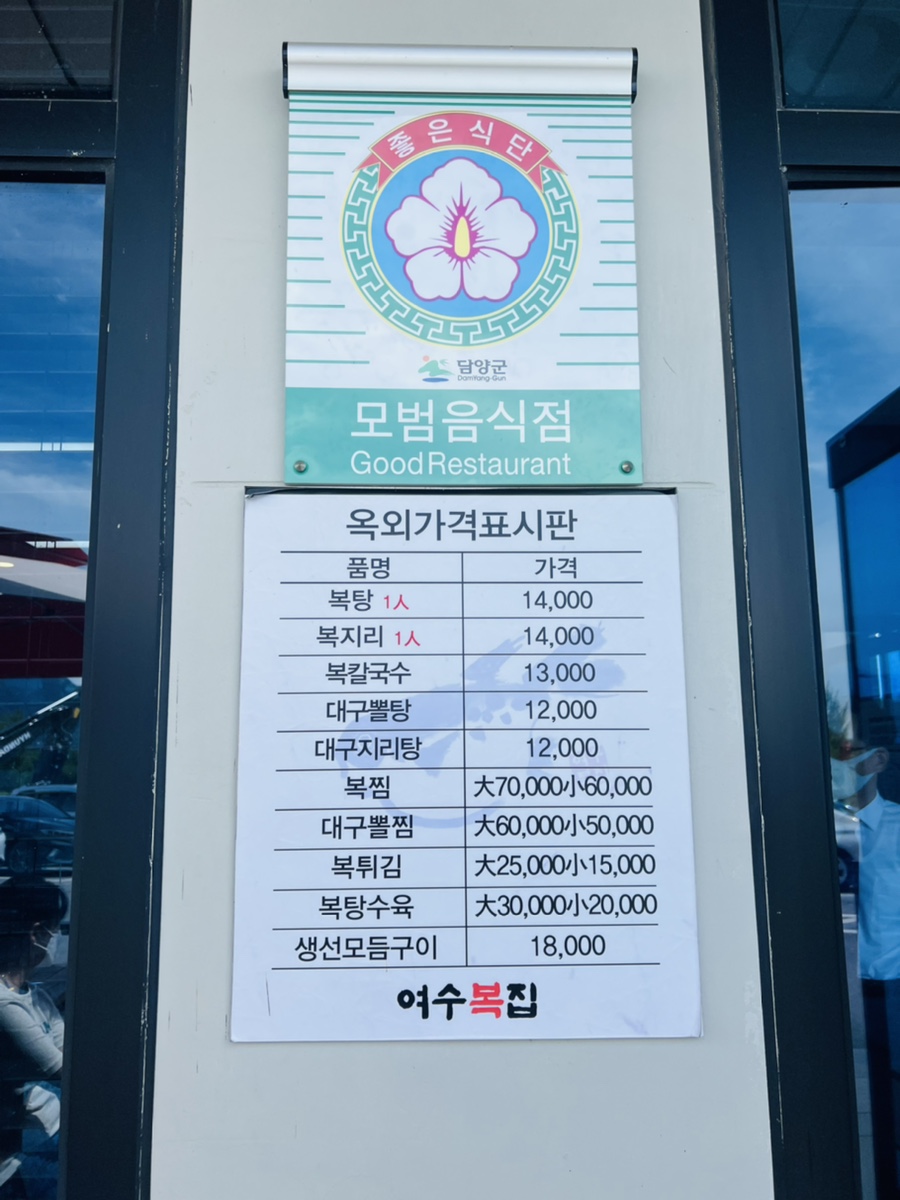 좋은식단
담양군
Damyang-Gun
모범음식점
Good Restaurant
옥외가격표시판
품명 가격
복탕 1人 14,000
복지리 1人 14,000
복칼국수 13,000
대구뽈탕 12,000
대구지리탕 12,000
복찜 大70,000小60,000
대구뽈찜 大60,000小50,000
복튀김 大25,000小15,000
복탕수육 大30,000小20,000
생선모듬구이 18,000
여수복집